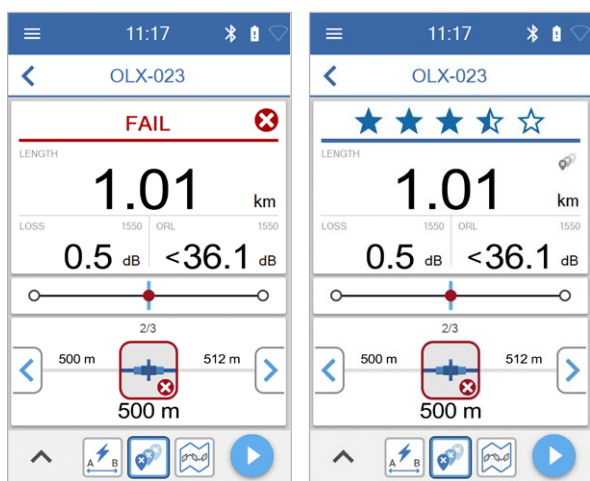 11:17
OLX-023
FAIL
LENGTH
1.01 km
LOSS 1550 ORL 1550
0.5 dB <36.1 dB
2/3
500 m 512 m
500 m
A B
11:17
OLX-023
LENGTH
1.01 km
LOSS 1550 ORL 1550
0.5 dB <36.1 dB
2/3
500 m 512 m
500 m
A B